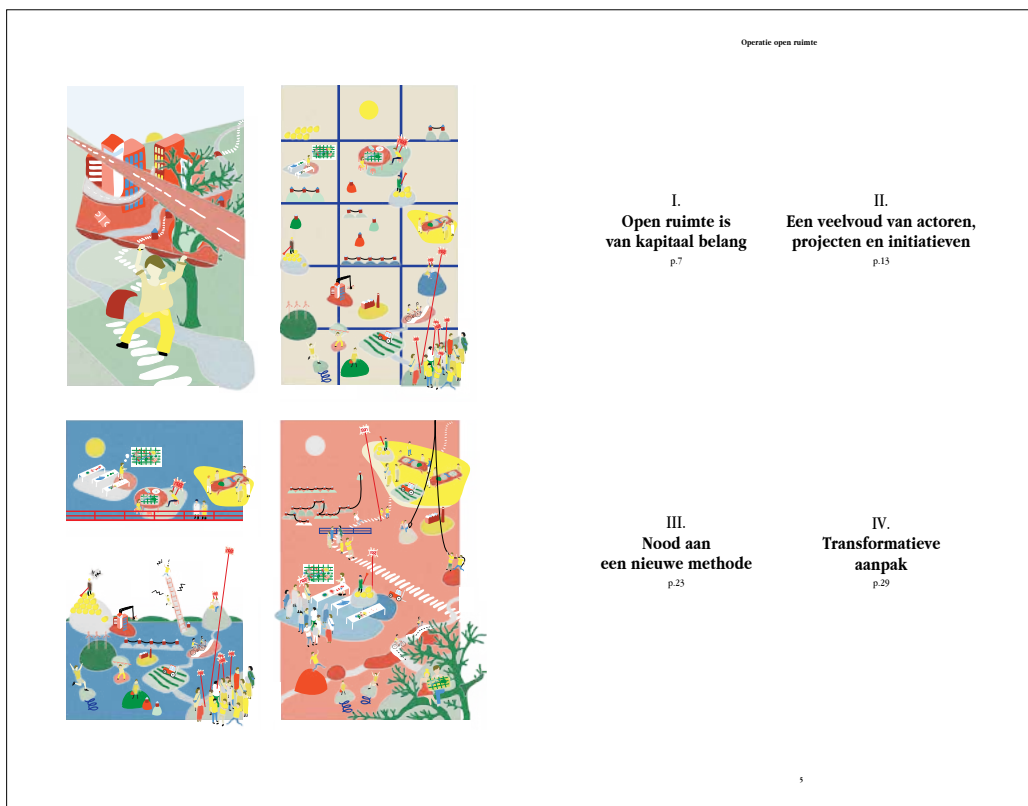 Operatie open ruimte
I.
Open ruimte is
van kapitaal belang
p.7
II.
Een veelvoud van actoren,
projecten en initiatieven
p.13
III.
Nood aan
een nieuwe methode
p.23
IV.
Transformatieve
aanpak
p.29
5